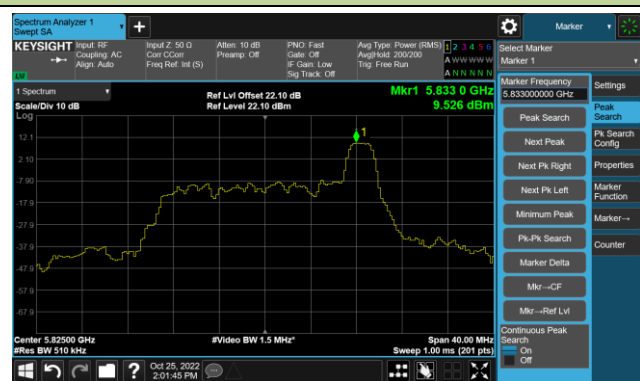 Spectrum Analyzer 1
Swept SA
Marker
KEYSIGHT
Input: RF
Coupling: AC
Align: Auto
Input Z: 50 Ω
Corr CCorr
Freq Ref: Int (S)
Atten: 10 dB
Preamp: Off
PNO: Fast
Gate: Off
IF Gain: Low
Sig Track: Off
Avg Type: Power (RMS)
Avg|Hold: 200/200
Trig: Free Run
1 2 3 4 5 6
A W W W W W
A N N N N N
Select Marker
Marker 1
LW
1 Spectrum
Scale/Div 10 dB
Log
Ref Lvl Offset 22.10 dB
Ref Level 22.10 dBm
Mkr1 5.833 0 GHz
9.526 dBm
1
12.1
2.10
-7.90
-17.9
-27.9
-37.9
-47.9
-57.9
Center 5.82500 GHz
#Res BW 510 kHz
#Video BW 1.5 MHz*
Span 40.00 MHz
Sweep 1.00 ms (201 pts)
Marker Frequency
5.833000000 GHz
Peak Search
Next Peak
Next Pk Right
Next Pk Left
Minimum Peak
Pk-Pk Search
Marker Delta
Mkr→CF
Mkr→Ref Lvl
Continuous Peak
Search
On
Off
Settings
Peak
Search
Pk Search
Config
Properties
Marker
Function
Marker→
Counter
?
Oct 25, 2022
2:01:45 PM